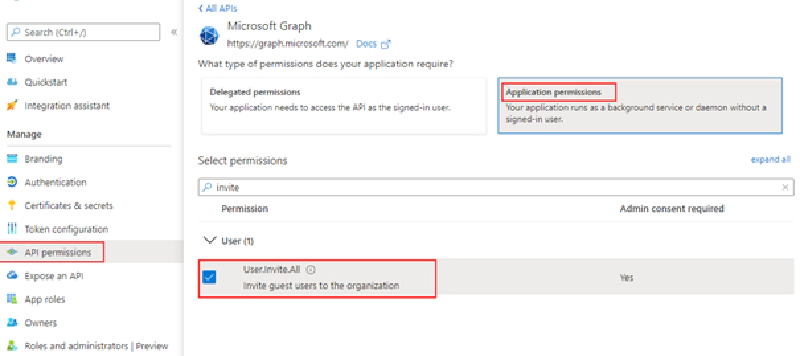 Search (Ctrl+/)
«
Overview
Quickstart
Integration assistant
Manage
Branding
Authentication
Certificates & secrets
Token configuration
API permissions
Expose an API
App roles
Owners
Roles and administrators | Preview
All APIs
Microsoft Graph
https://graph.microsoft.com/ Docs
What type of permissions does your application require?
Delegated permissions
Your application needs to access the API as the signed-in user.
Application permissions
Your application runs as a background service or daemon without a
signed-in user.
Select permissions
expand all
invite
Permission
Admin consent required
User (1)
User.Invite.All
Invite guest users to the organization
Yes